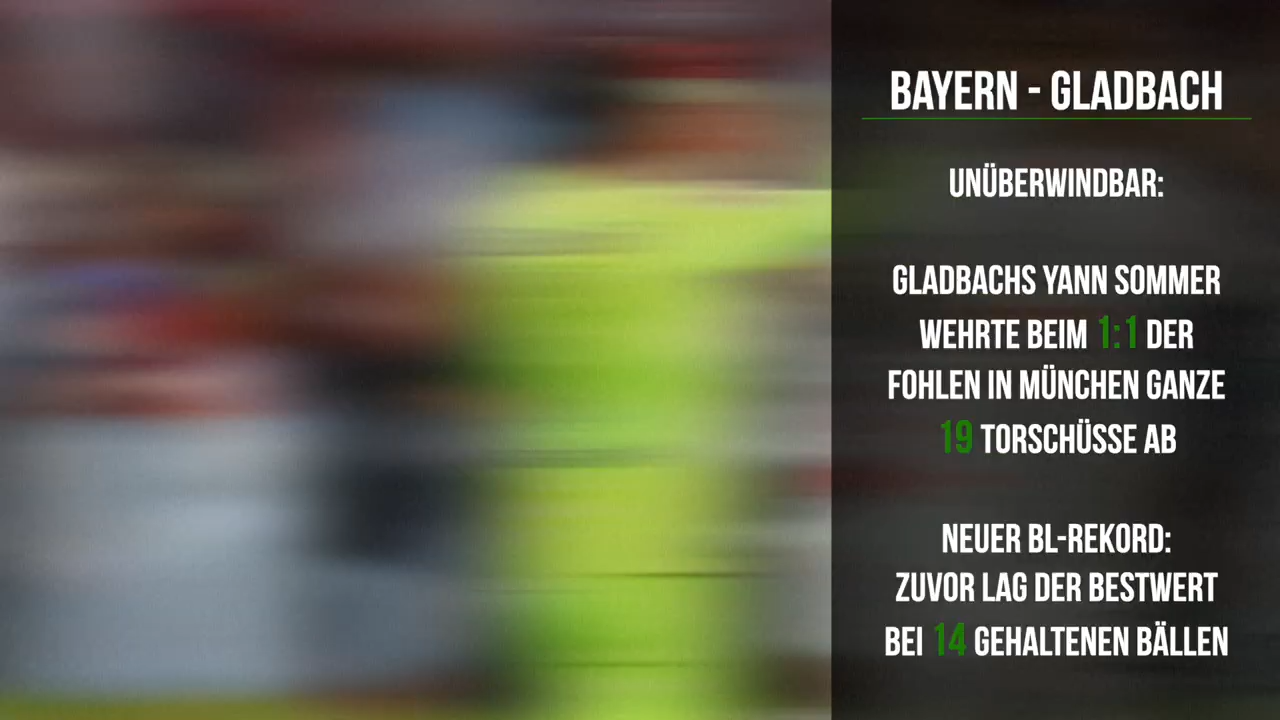 BAYERN - GLADBACH
UNÜBERWINDBAR:
GLADBACHS YANN SOMMER
WEHRTE BEIM 1:1 DER
FOHLEN IN MÜNCHEN GANZE
19 TORSCHÜSSE AB
NEUER BL-REKORD:
ZUVOR LAG DER BESTWERT
BEI 14 GEHALTENEN BÄLLEN